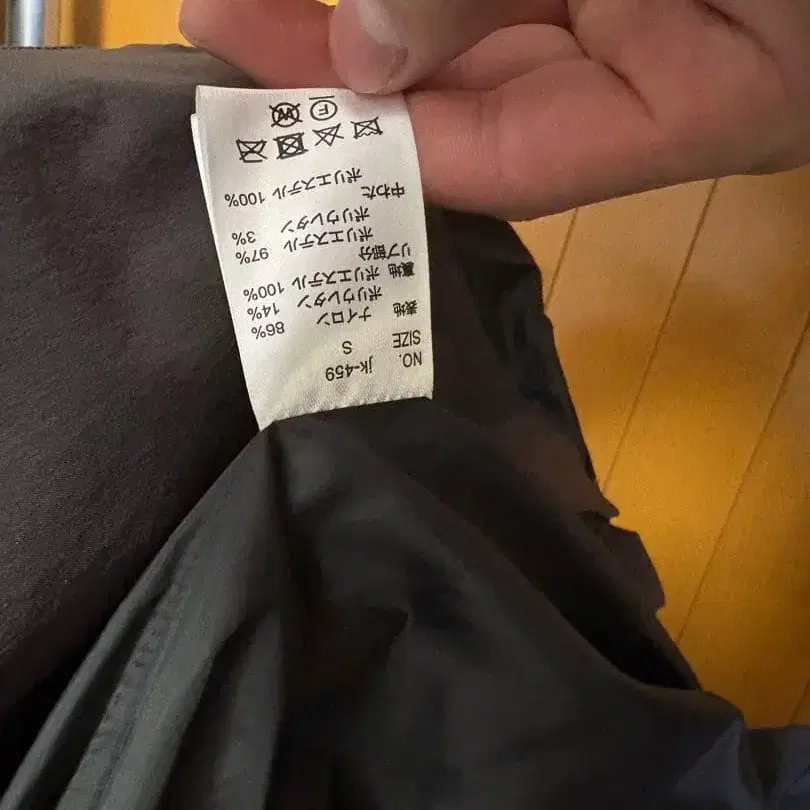 NO. jk-459
SIZE S
表地 ナイロン 86%
ポリウレタン 14%
裏地 ポリエステル 100%
リブ部分
ポリエステル 97%
ポリウレタン 3%
中わた
ポリエステル 100%
F W